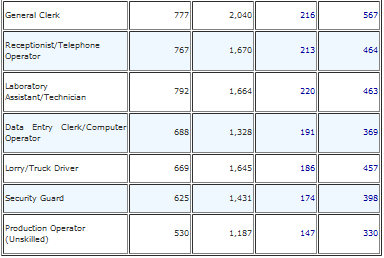 General Clerk 777 2,040 216 567
Receptionist/Telephone
Operator 767 1,670 213 464
Laboratory
Assistant/Technician 792 1,664 220 463
Data Entry Clerk/Computer
Operator 688 1,328 191 369
Lorry/Truck Driver 669 1,645 186 457
Security Guard 625 1,431 174 398
Production Operator
(Unskilled) 530 1,187 147 330